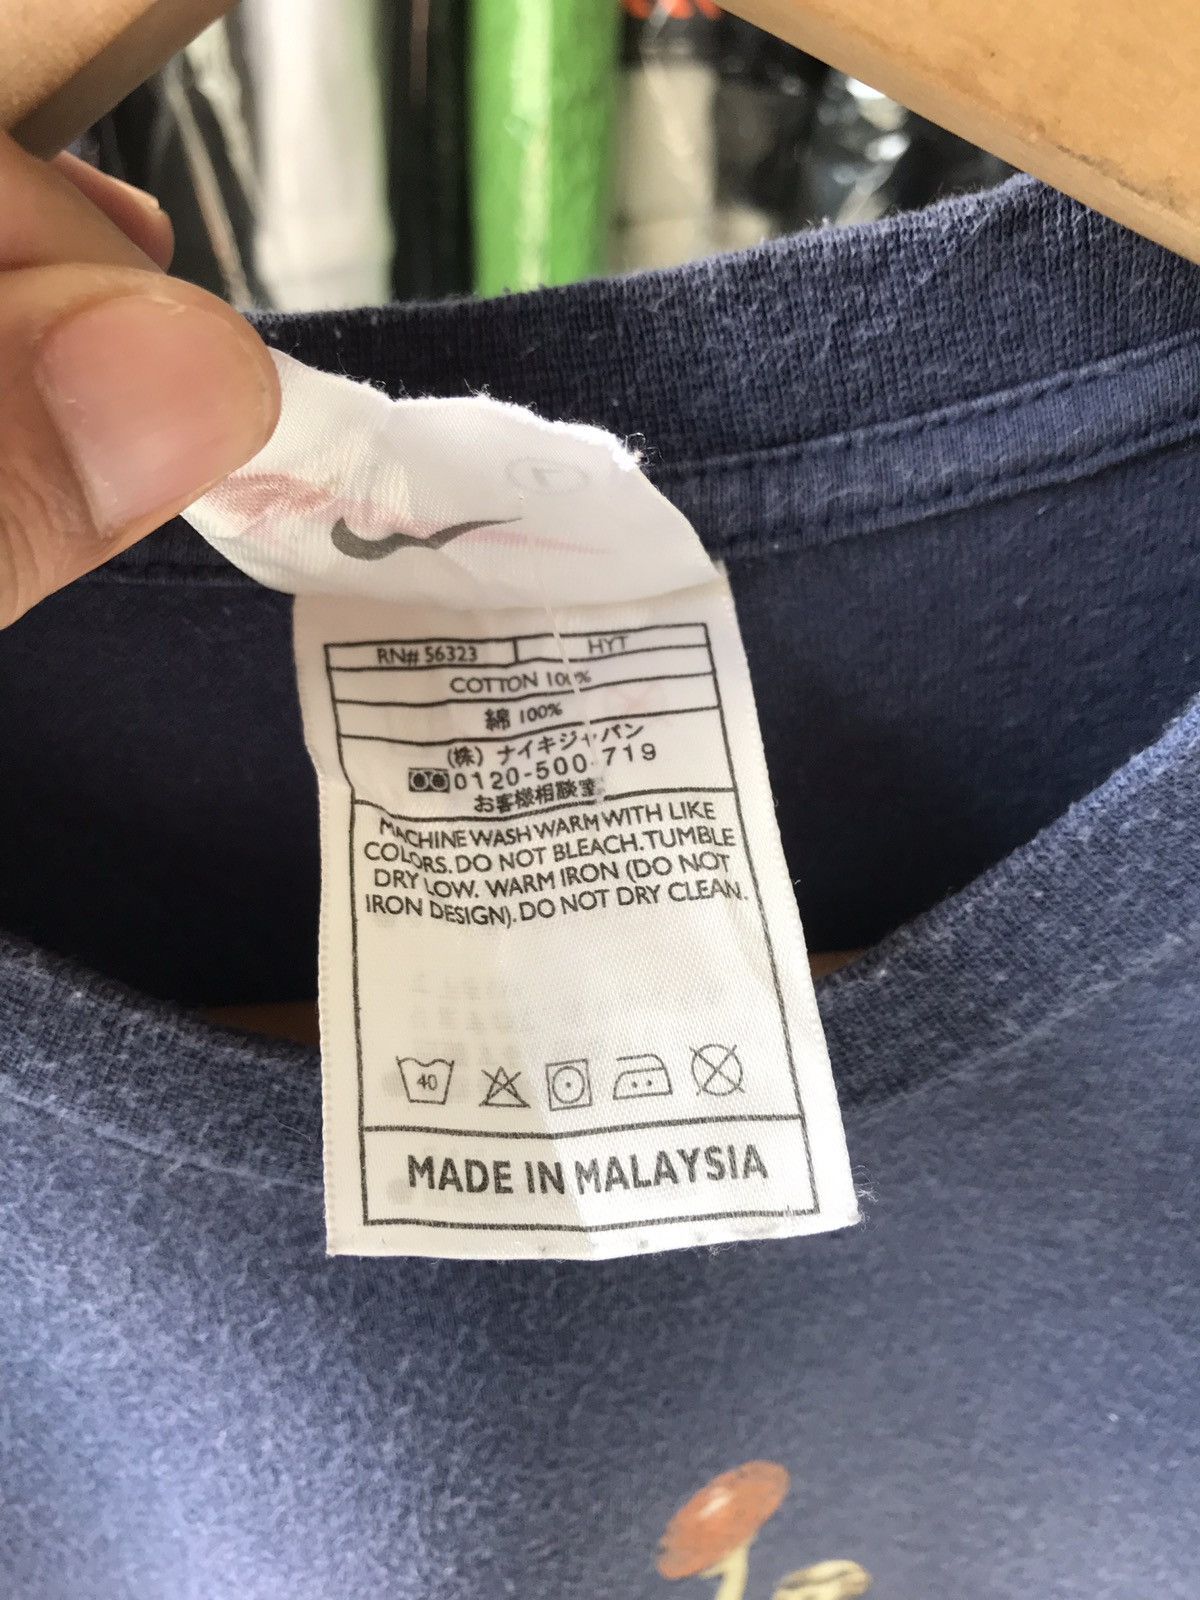 RN# 56323 HYT
COTTON 100%
綿 100%
(株) ナイキジャパン
0120-500-719
お客様相談室
MACHINE WASH WARM WITH LIKE
COLORS. DO NOT BLEACH. TUMBLE
DRY LOW. WARM IRON (DO NOT
IRON DESIGN). DO NOT DRY CLEAN.
40
MADE IN MALAYSIA